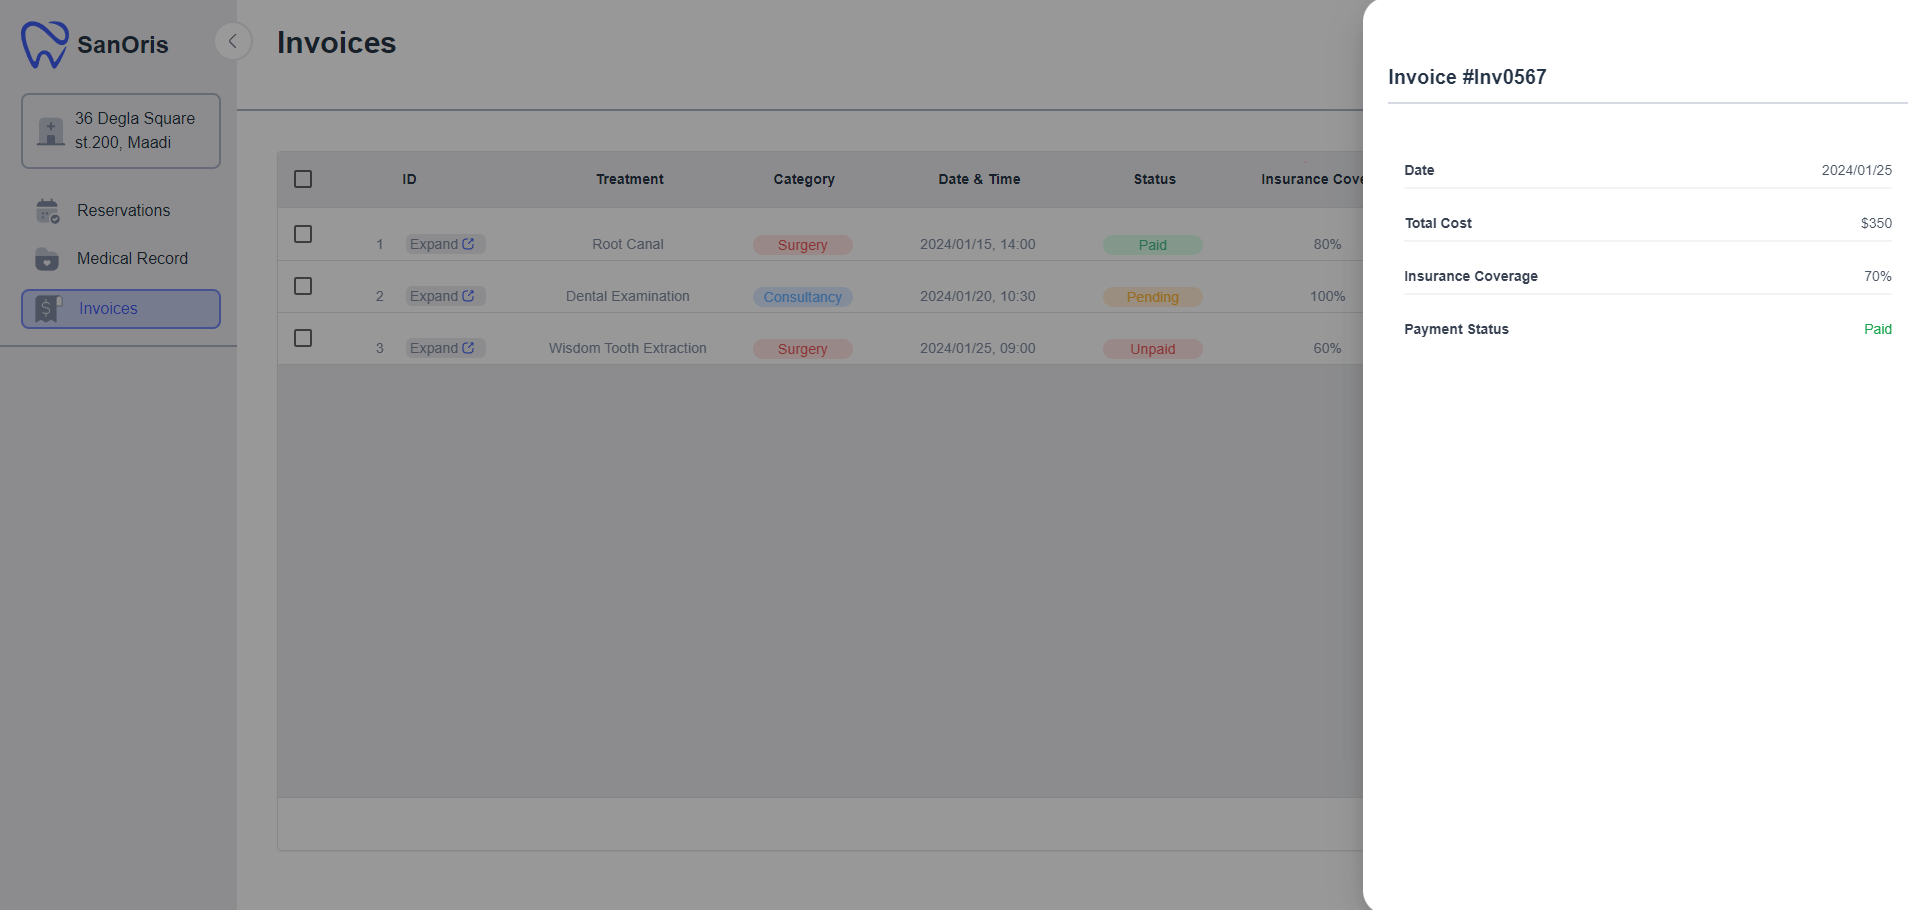 SanOris
36 Degla Square
st.200, Maadi
Reservations
Medical Record
Invoices
Invoices
ID Treatment Category Date & Time Status Insurance Cove
1 Expand Root Canal Surgery 2024/01/15, 14:00 Paid 80%
2 Expand Dental Examination Consultancy 2024/01/20, 10:30 Pending 100%
3 Expand Wisdom Tooth Extraction Surgery 2024/01/25, 09:00 Unpaid 60%
Invoice #Inv0567
Date 2024/01/25
Total Cost $350
Insurance Coverage 70%
Payment Status Paid